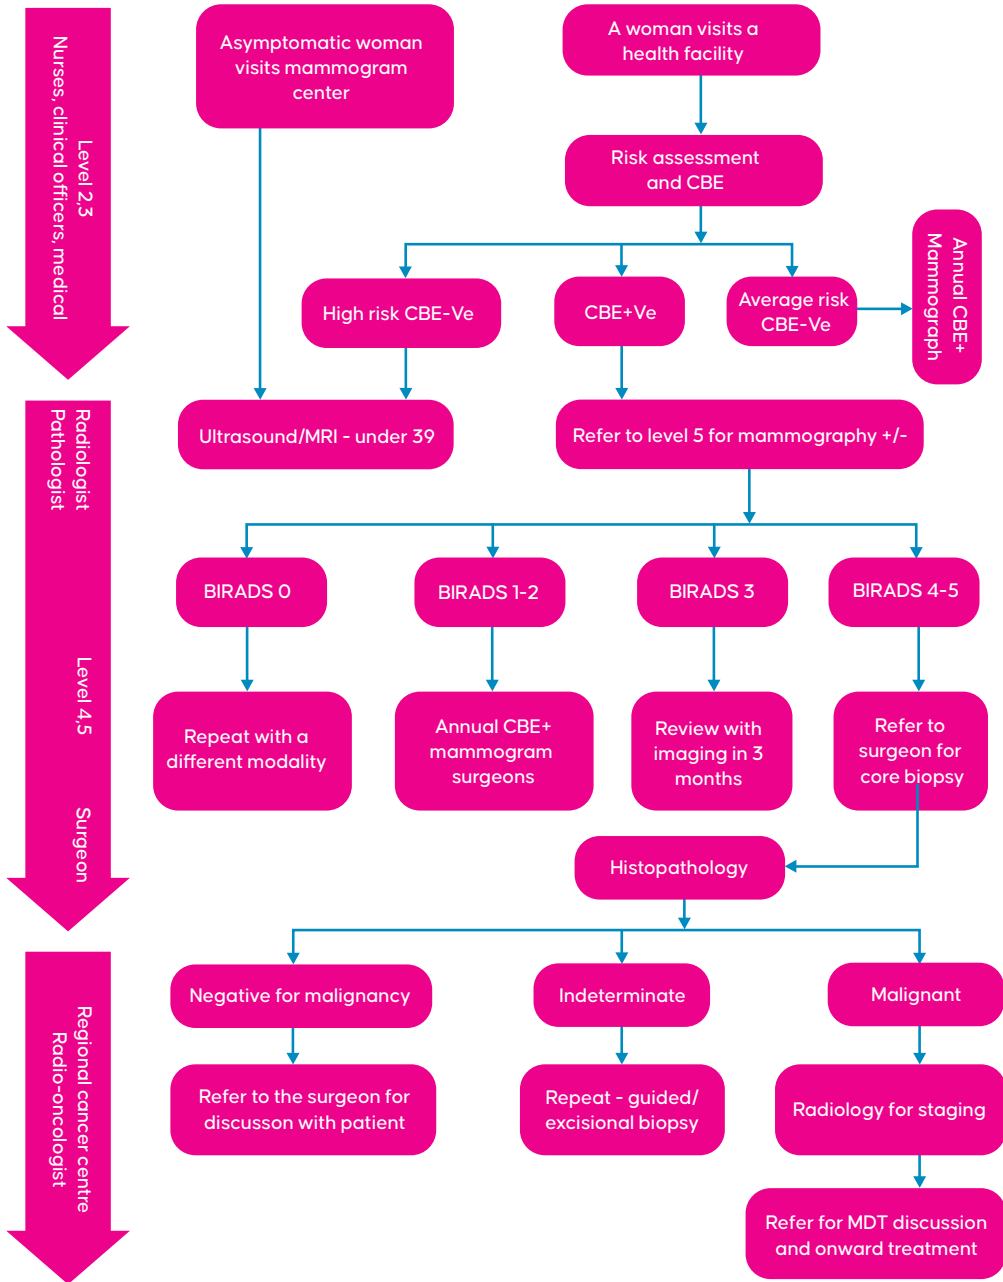 Nurses, clinical officers, medical
Level 2,3
Asymptomatic woman
visits mammogram
center
A woman visits a
health facility
Risk assessment
and CBE
High risk CBE-Ve
CBE+Ve
Average risk
CBE-Ve
Annual CBE+
Mammograph
Radiologist
Pathologist
Level 4,5
Surgeon
Ultrasound/MRI - under 39
Refer to level 5 for mammography +/-
BIRADS 0
BIRADS 1-2
BIRADS 3
BIRADS 4-5
Repeat with a
different modality
Annual CBE+
mammogram
surgeons
Review with
imaging in 3
months
Refer to
surgeon for
core biopsy
Histopathology
Regional cancer centre
Radio-oncologist
Negative for malignancy
Indeterminate
Malignant
Refer to the surgeon for
discusson with patient
Repeat - guided/
excisional biopsy
Radiology for staging
Refer for MDT discussion
and onward treatment